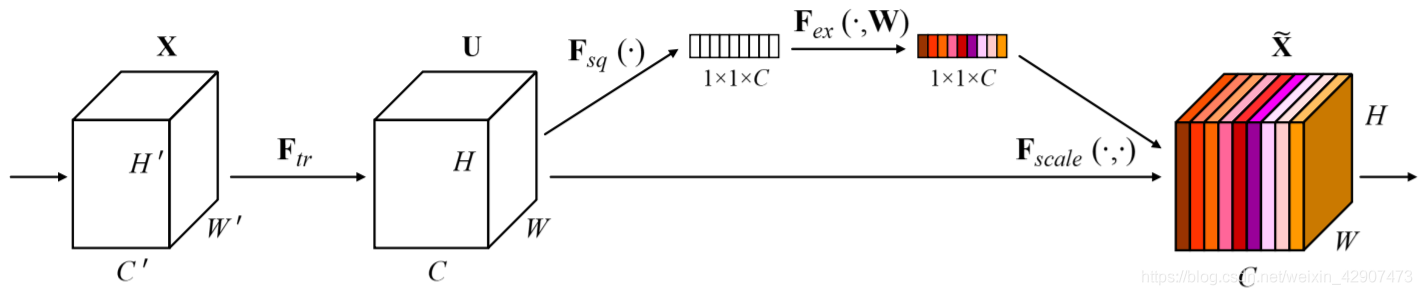 X
U
F_sq (·)
F_ex (·,W)
X̃
1×1×C
1×1×C
H′
F_tr
H
F_scale (·,·)
H
W′
W
W
C′
C
C
https://blog.csdn.net/weixin_42907473